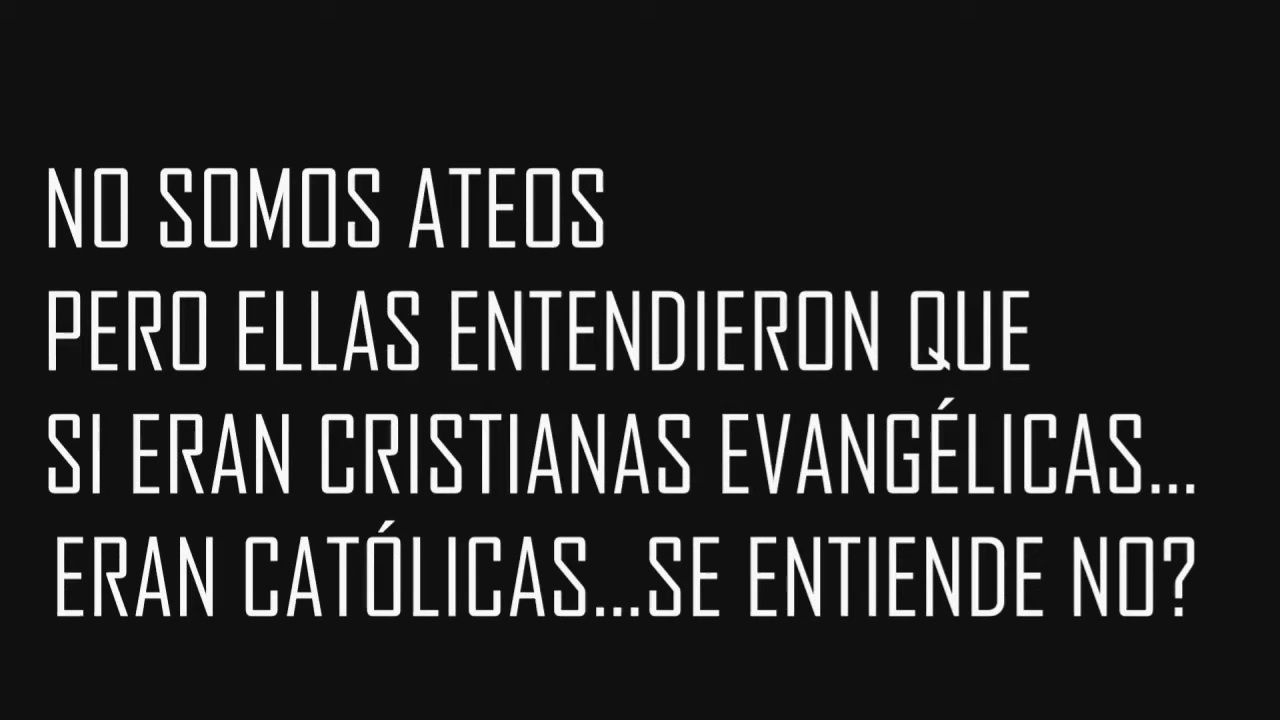 NO SOMOS ATEOS
PERO ELLAS ENTENDIERON QUE
SI ERAN CRISTIANAS EVANGÉLICAS...
ERAN CATÓLICAS...SE ENTIENDE NO?